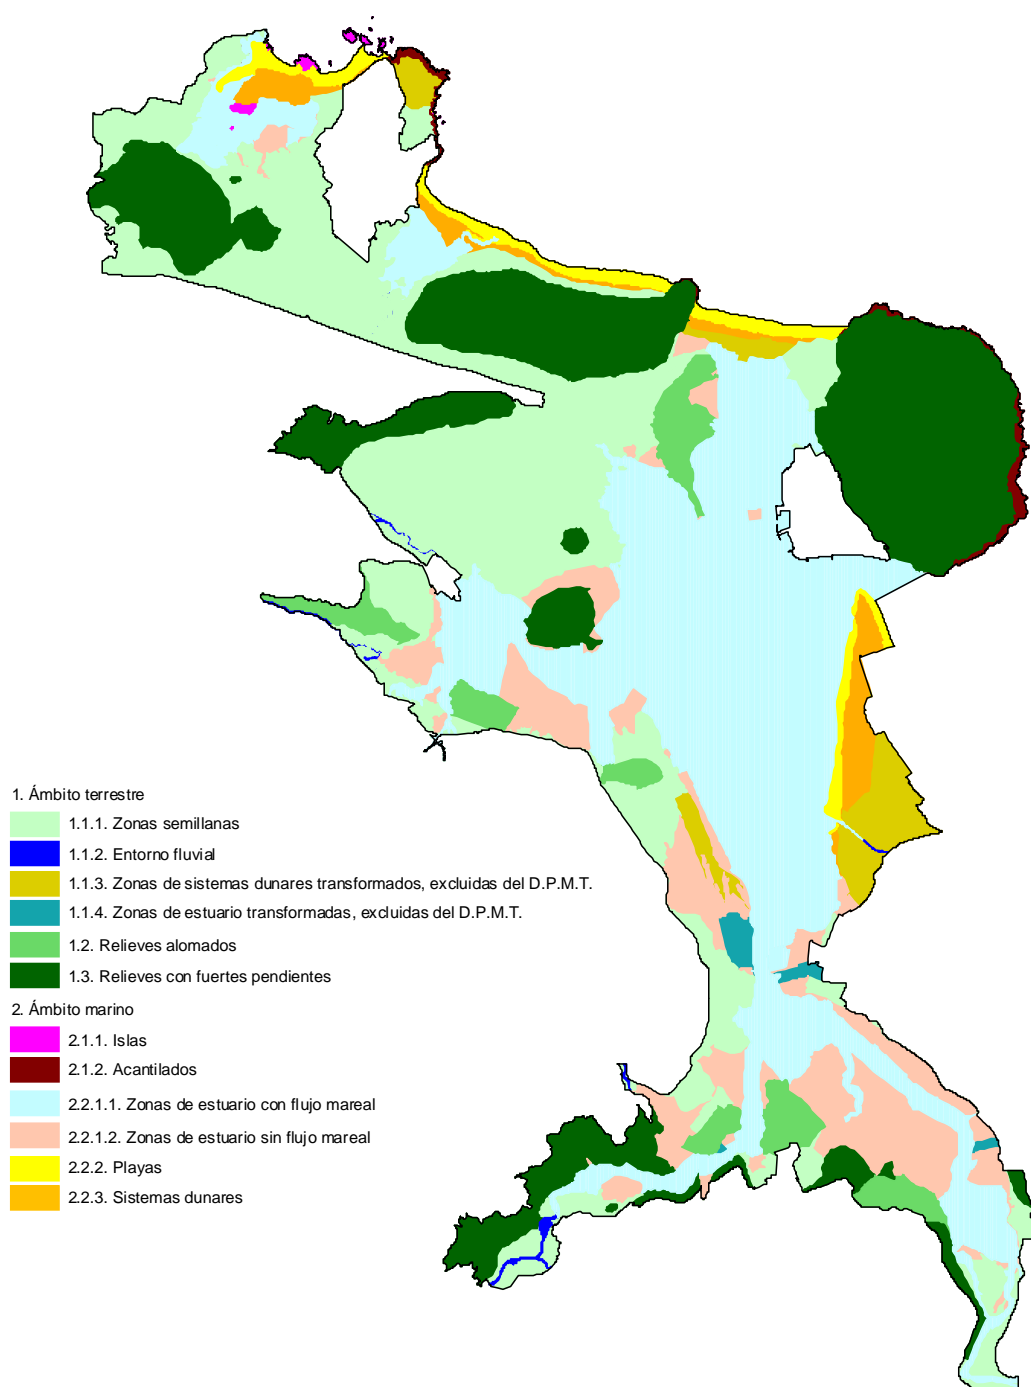 1. Ámbito terrestre
1.1.1. Zonas semillanas
1.1.2. Entorno fluvial
1.1.3. Zonas de sistemas dunares transformados, excluidas del D.P.M.T.
1.1.4. Zonas de estuario transformadas, excluidas del D.P.M.T.
1.2. Relieves alomados
1.3. Relieves con fuertes pendientes
2. Ámbito marino
2.1.1. Islas
2.1.2. Acantilados
2.2.1.1. Zonas de estuario con flujo mareal
2.2.1.2. Zonas de estuario sin flujo mareal
2.2.2. Playas
2.2.3. Sistemas dunares